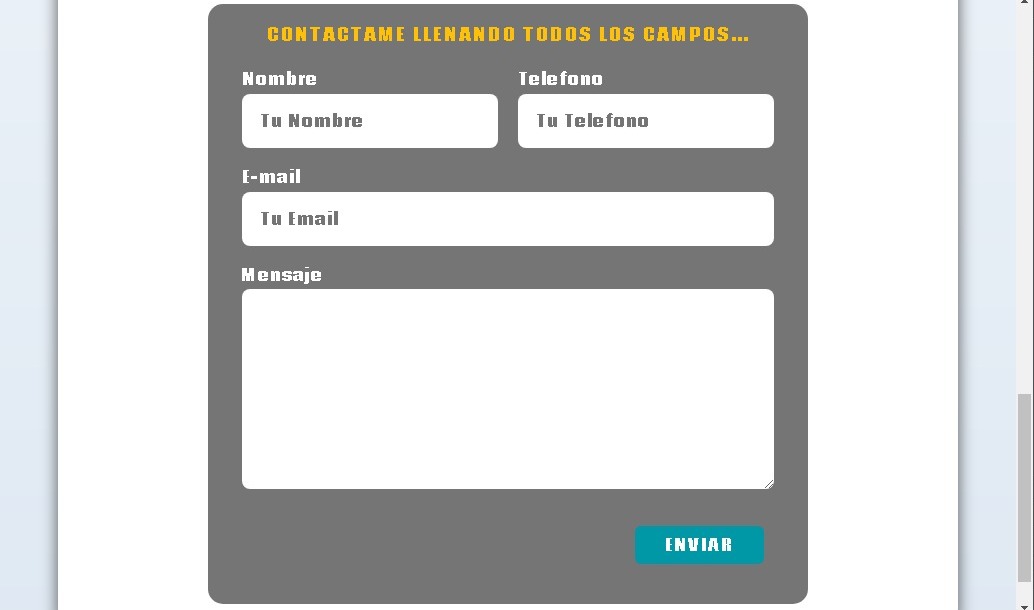 CONTACTAME LLENANDO TODOS LOS CAMPOS...
Nombre Telefono
Tu Nombre Tu Telefono
E-mail
Tu Email
Mensaje
ENVIAR